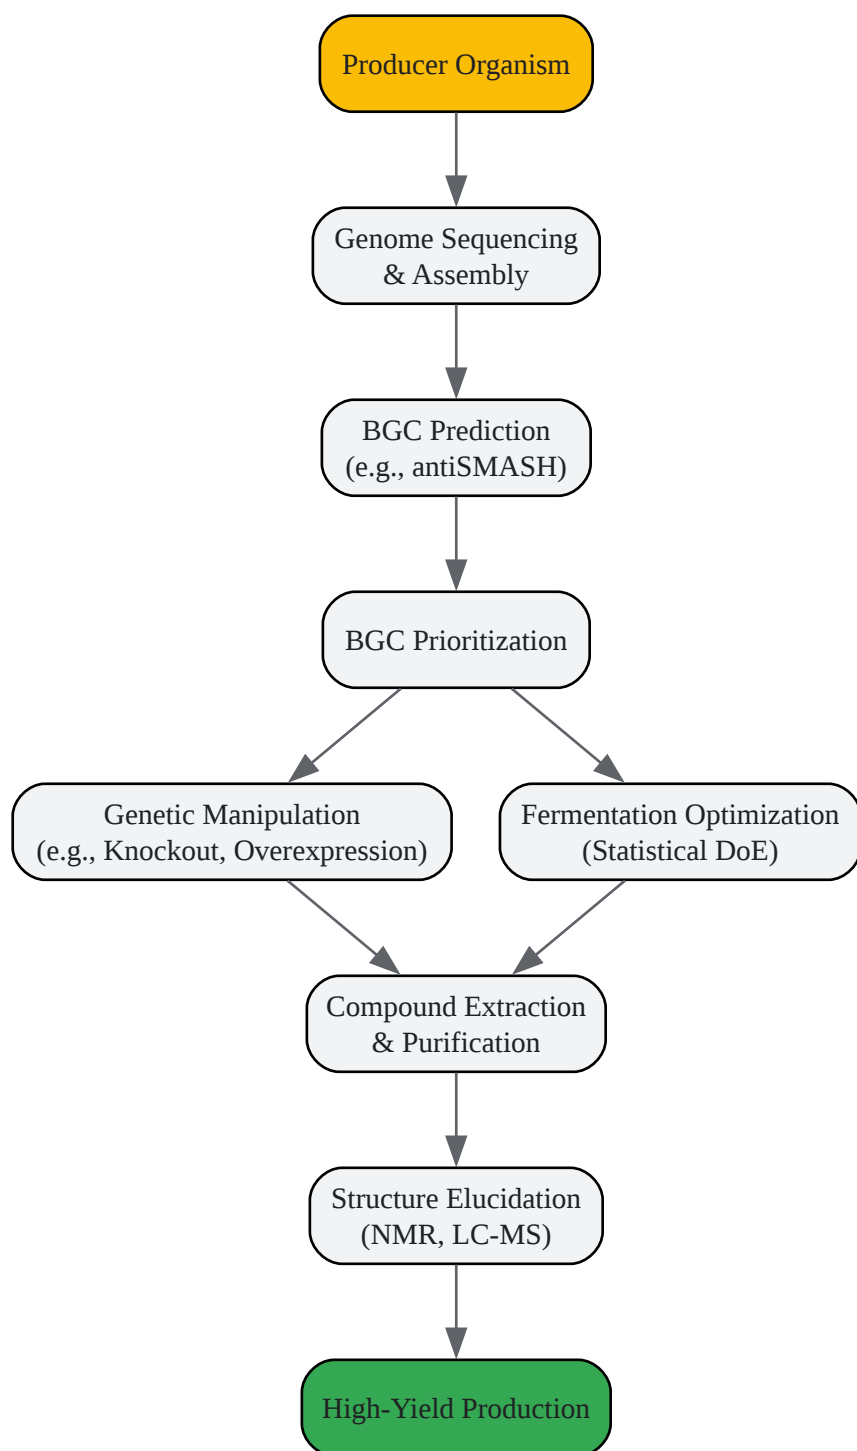 Producer Organism
Genome Sequencing
& Assembly
BGC Prediction
(e.g., antiSMASH)
BGC Prioritization
Genetic Manipulation
(e.g., Knockout, Overexpression)
Fermentation Optimization
(Statistical DoE)
Compound Extraction
& Purification
Structure Elucidation
(NMR, LC-MS)
High-Yield Production